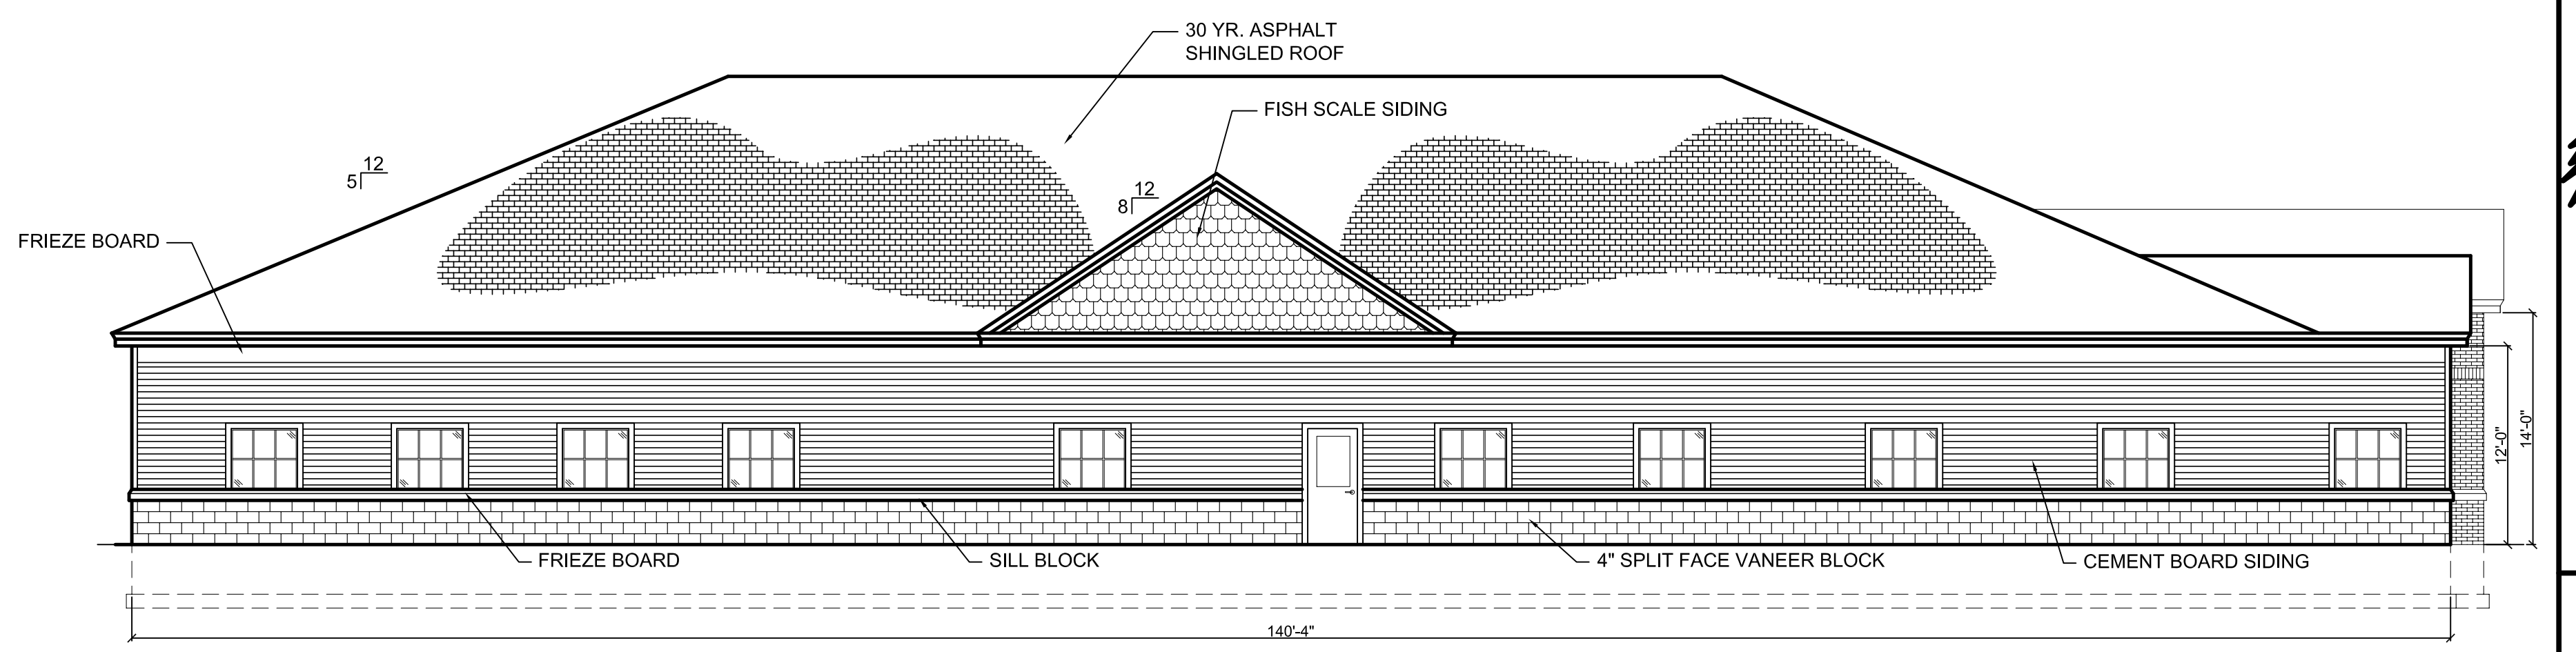 30 YR. ASPHALT
SHINGLED ROOF
FISH SCALE SIDING
12
5
12
8
FRIEZE BOARD
12'-0"
14'-0"
FRIEZE BOARD
SILL BLOCK
4" SPLIT FACE VANEER BLOCK
CEMENT BOARD SIDING
140'-4"